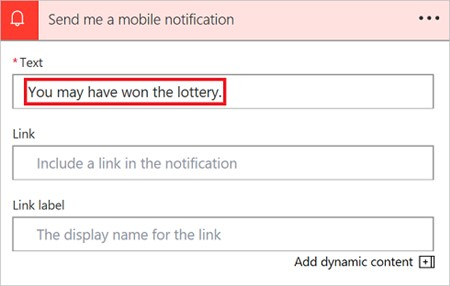 Send me a mobile notification
* Text
You may have won the lottery.
Link
Include a link in the notification
Link label
The display name for the link
Add dynamic content